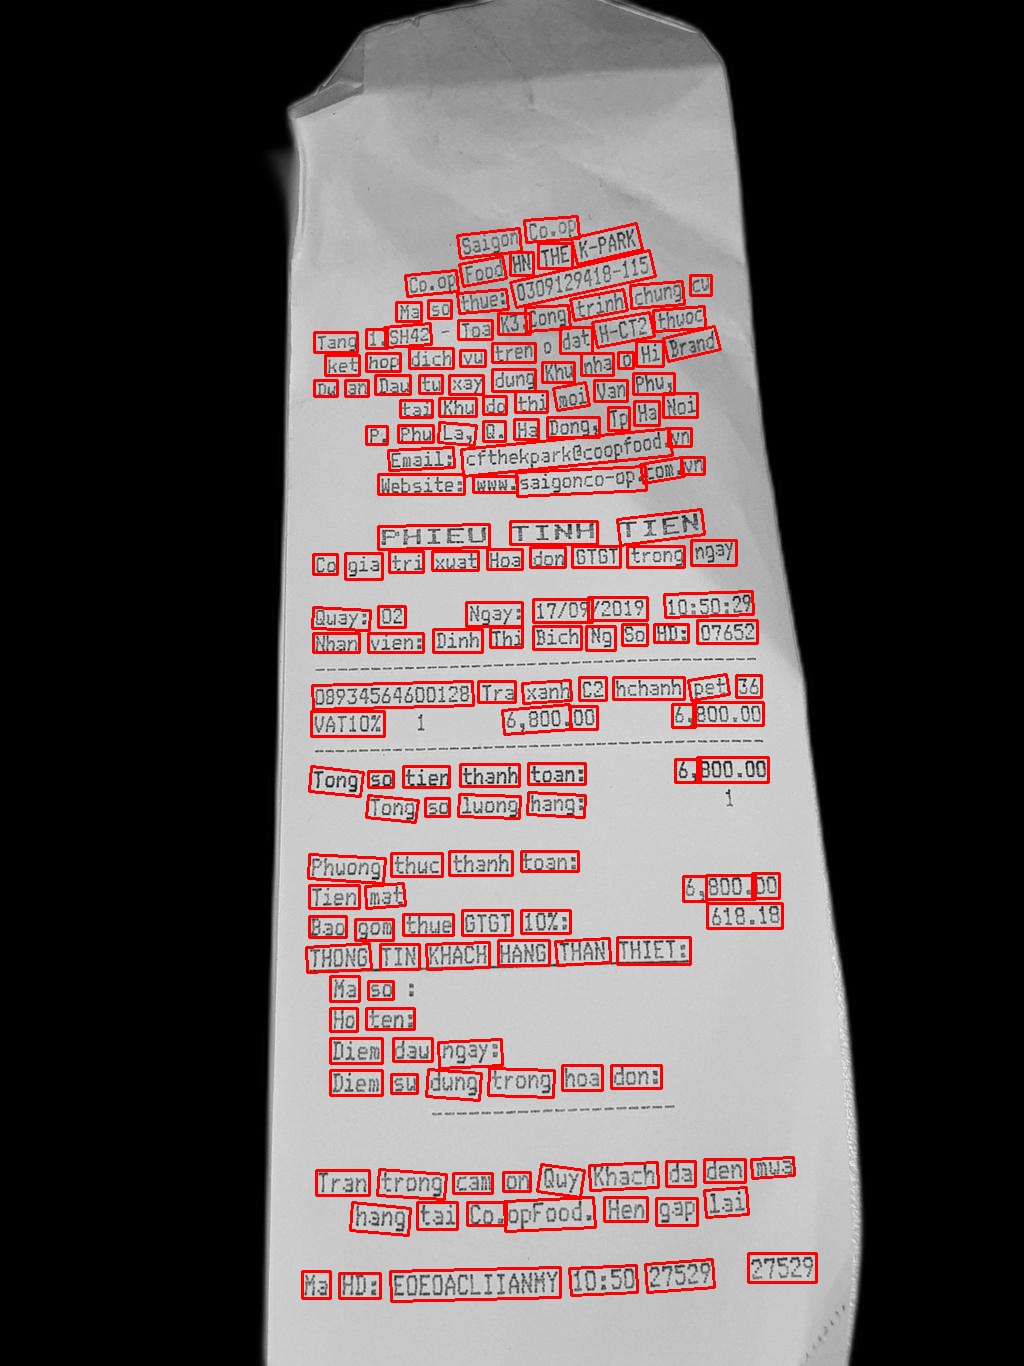 Saigon Co.op
Co.op Food HN THE K-PARK
Ma so thue: 0309129418-115
Tang 1.SH42 - Toa K3,Cong trinh chung cu
ket hop dich vu tren o dat H-CT2 thuoc
Du an Dau tu xay dung Khu nha o Hi Brand
tai Khu do thi moi Van Phu,
P. Phu La, Q. Ha Dong, Tp Ha Noi
Email: cfthekpark@coopfood.vn
Website: www.saigonco-op.com.vn
PHIEU TINH TIEN
Co gia tri xuat Hoa don GTGT trong ngay
Quay: 02 Ngay: 17/09/2019 10:50:29
Nhan vien: Dinh Thi Bich Ng So HD: 07652
08934564600128 Tra xanh C2 hchanh pet 36
VAT10% 1 6,800.00 6,800.00
Tong so tien thanh toan: 6,800.00
Tong so luong hang: 1
Phuong thuc thanh toan:
Tien mat 6,800.00
Bao gom thue GTGT 10%: 618.18
THONG TIN KHACH HANG THAN THIET:
Ma so :
Ho ten:
Diem dau ngay:
Diem su dung trong hoa don:
Tran trong cam on Quy Khach da den mua
hang tai Co.opFood. Hen gap lai
Ma HD: EOEOACLIIANMY 10:50 27529 27529